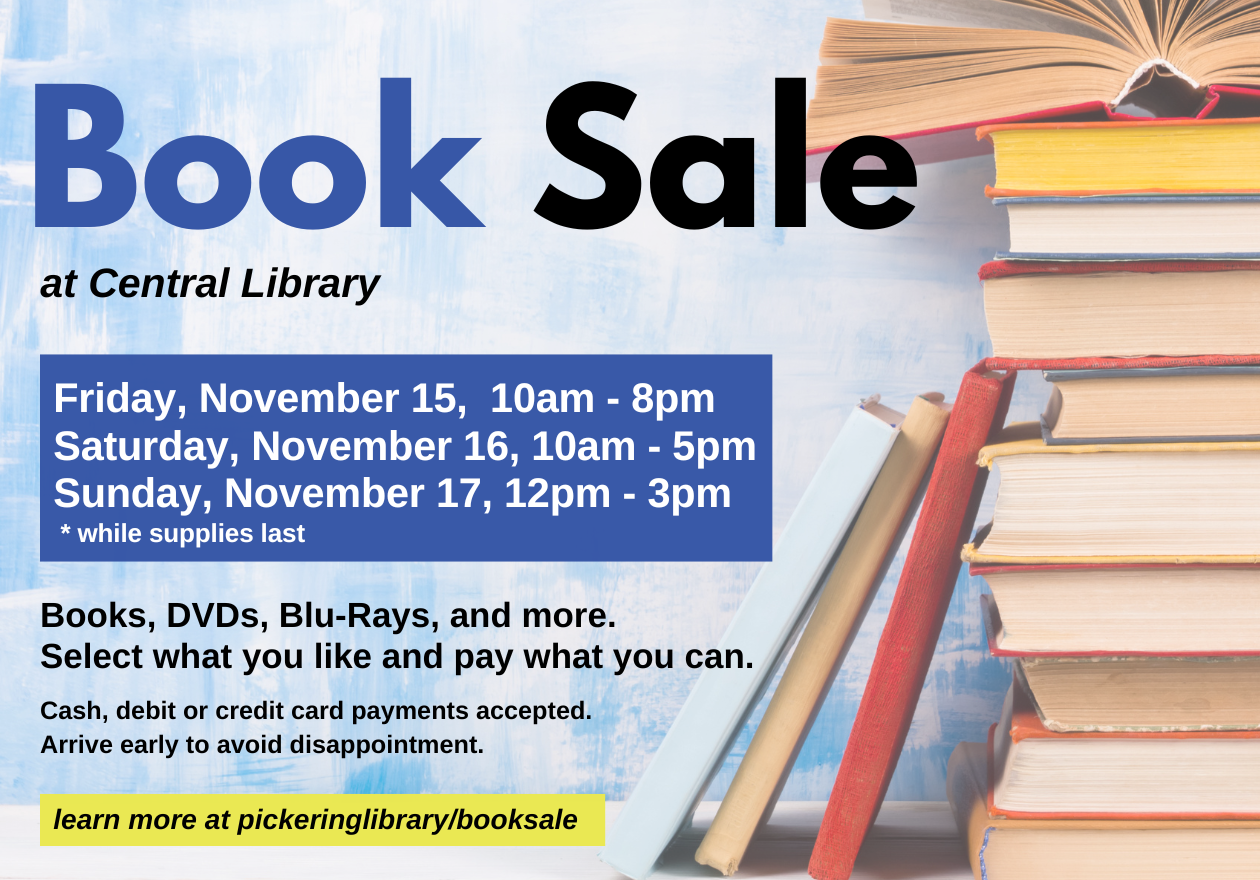 Book Sale
at Central Library
Friday, November 15,  10am - 8pm
Saturday, November 16, 10am - 5pm
Sunday, November 17, 12pm - 3pm
* while supplies last
Books, DVDs, Blu-Rays, and more.
Select what you like and pay what you can.
Cash, debit or credit card payments accepted.
Arrive early to avoid disappointment.
learn more at pickeringlibrary/booksale